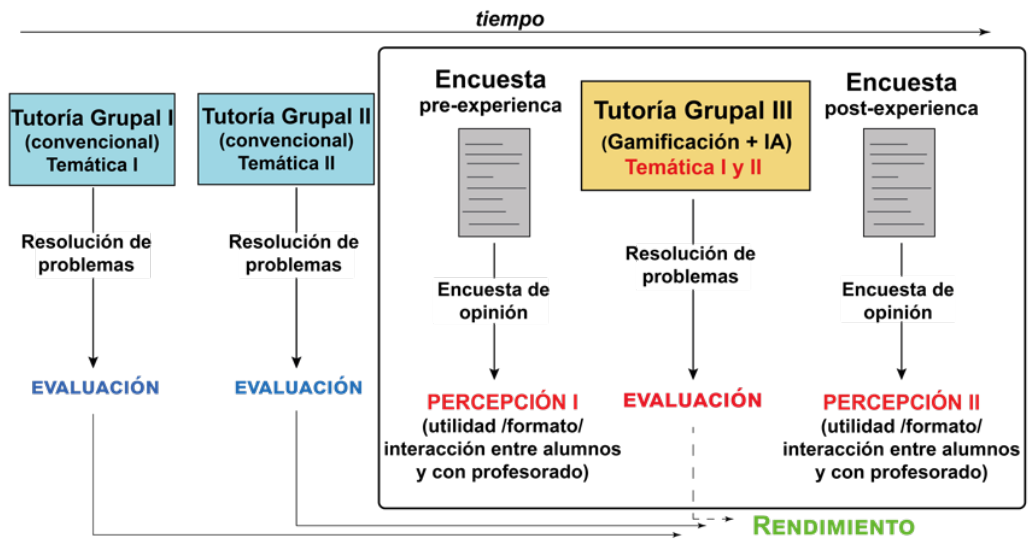 tiempo
Tutoría Grupal I
(convencional)
Temática I
Resolución de
problemas
EVALUACIÓN
Tutoría Grupal II
(convencional)
Temática II
Resolución de
problemas
EVALUACIÓN
Encuesta
pre-experienca
Encuesta de
opinión
PERCEPCIÓN I
(utilidad /formato/
interacción entre alumnos
y con profesorado)
Tutoría Grupal III
(Gamificación + IA)
Temática I y II
Resolución de
problemas
EVALUACIÓN
Encuesta
post-experienca
Encuesta de
opinión
PERCEPCIÓN II
(utilidad /formato/
interacción entre alumnos
y con profesorado)
RENDIMIENTO